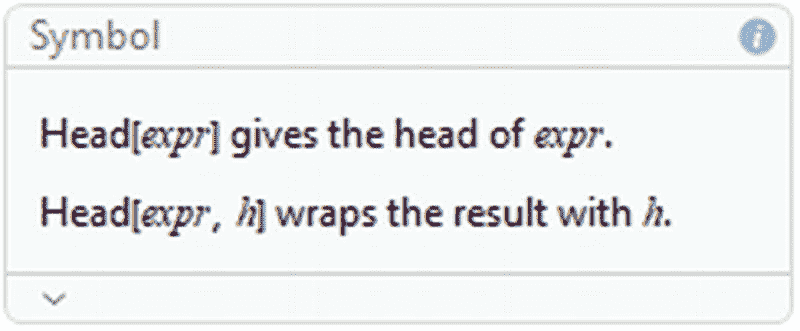 Symbol
Head[expr] gives the head of expr.
Head[expr, h] wraps the result with h.